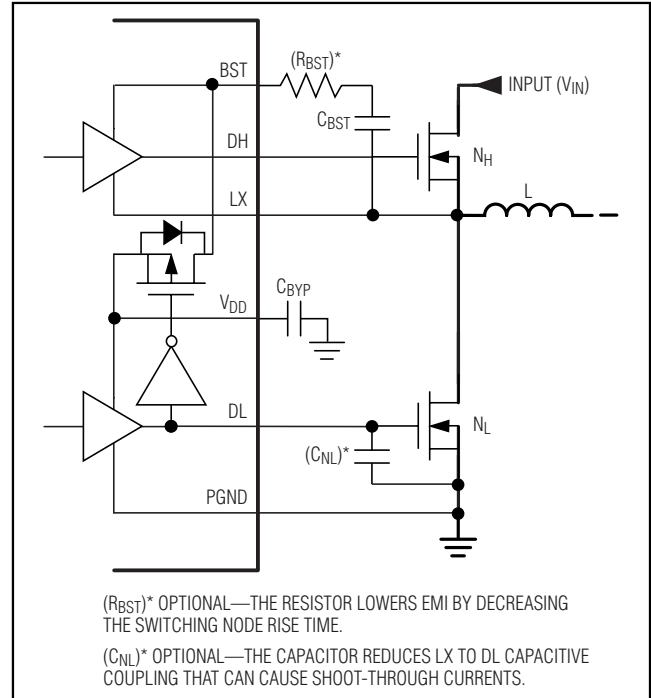 BST
(RBST)*
INPUT (VIN)
CBST
DH
NH
LX
L
CBYP
VDD
DL
NL
(CNL)*
PGND
(RBST)* OPTIONAL—THE RESISTOR LOWERS EMI BY DECREASING
THE SWITCHING NODE RISE TIME.
(CNL)* OPTIONAL—THE CAPACITOR REDUCES LX TO DL CAPACITIVE
COUPLING THAT CAN CAUSE SHOOT-THROUGH CURRENTS.